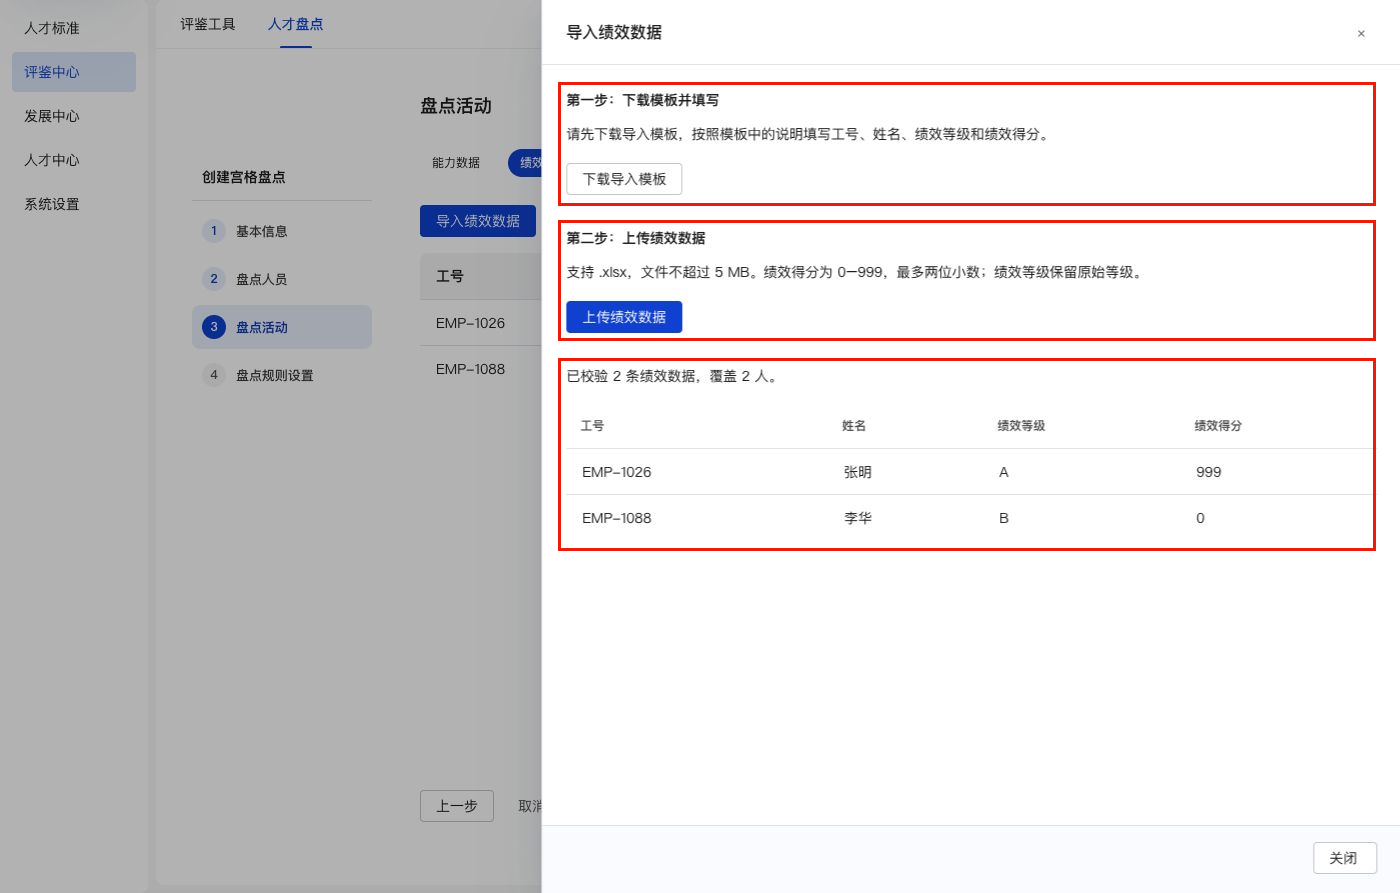 人才标准
评鉴中心
发展中心
人才中心
系统设置
评鉴工具
人才盘点
创建宫格盘点
1 基本信息
2 盘点人员
3 盘点活动
4 盘点规则设置
盘点活动
能力数据
绩效
导入绩效数据
工号
EMP-1026
EMP-1088
上一步
取消
导入绩效数据
×
第一步：下载模板并填写
请先下载导入模板，按照模板中的说明填写工号、姓名、绩效等级和绩效得分。
下载导入模板
第二步：上传绩效数据
支持 .xlsx，文件不超过 5 MB。绩效得分为 0—999，最多两位小数；绩效等级保留原始等级。
上传绩效数据
已校验 2 条绩效数据，覆盖 2 人。
工号 姓名 绩效等级 绩效得分
EMP-1026 张明 A 999
EMP-1088 李华 B 0
关闭